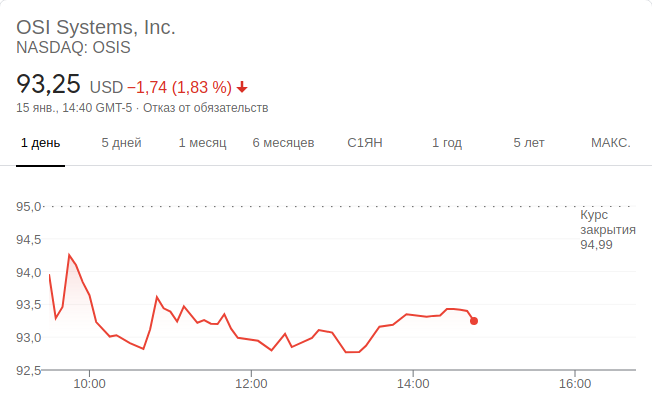 OSI Systems, Inc.
NASDAQ: OSIS
93,25 USD −1,74 (1,83 %)
15 янв., 14:40 GMT-5 · Отказ от обязательств
1 день 5 дней 1 месяц 6 месяцев С1ЯН 1 год 5 лет МАКС.
95,0
Курс
закрытия
94,99
94,5
94,0
93,5
93,0
92,5
10:00 12:00 14:00 16:00